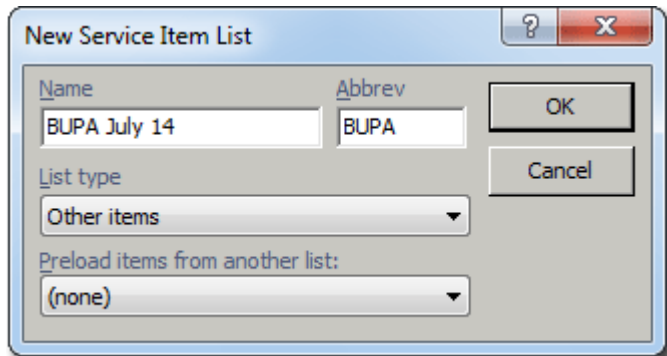 New Service Item List
Name
Abbrev
BUPA July 14
BUPA
OK
List type
Cancel
Other items
Preload items from another list:
(none)